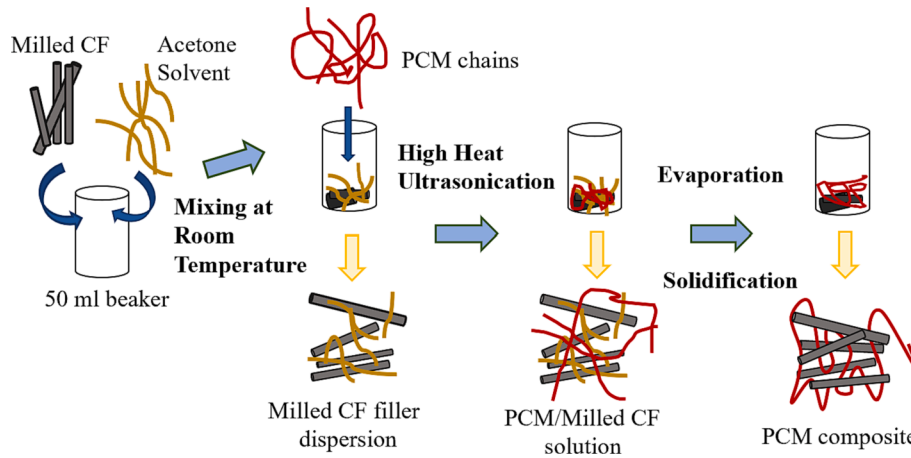 Milled CF
Acetone
Solvent
PCM chains
Mixing at
Room
Temperature
50 ml beaker
High Heat
Ultrasonication
Evaporation
Solidification
Milled CF filler
dispersion
PCM/Milled CF
solution
PCM composite